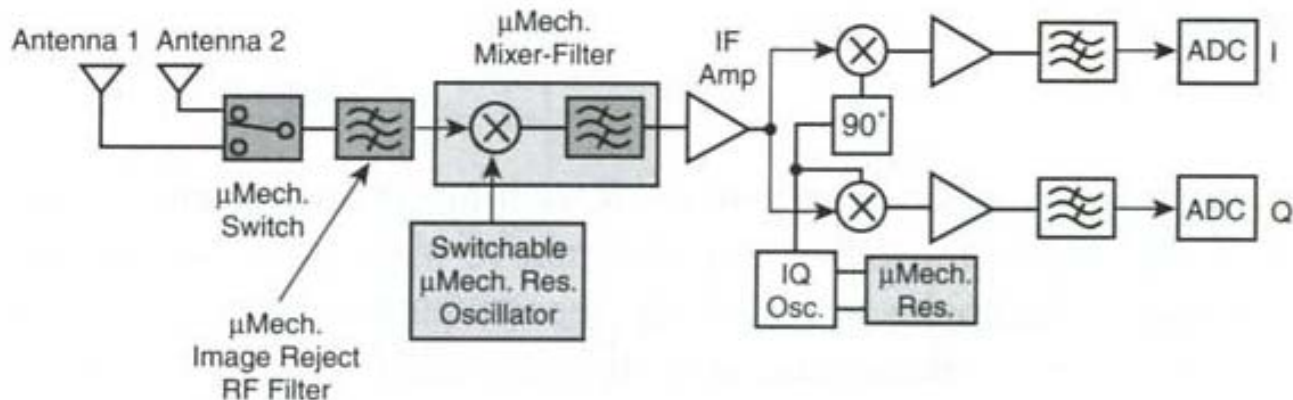 Antenna 1
Antenna 2
µMech.
Switch
µMech.
Image Reject
RF Filter
µMech.
Mixer-Filter
Switchable
µMech. Res.
Oscillator
IF
Amp
90°
IQ
Osc.
µMech.
Res.
ADC
I
ADC
Q